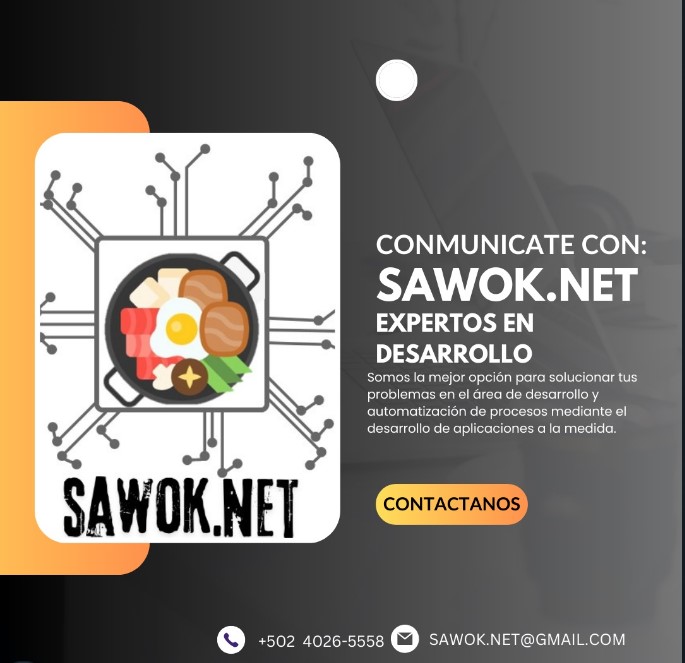 CONMUNICATE CON:
SAWOK.NET
EXPERTOS EN
DESARROLLO
Somos la mejor opción para solucionar tus
problemas en el área de desarrollo y
automatización de procesos mediante el
desarrollo de aplicaciones a la medida.
CONTACTANOS
SAWOK.NET
+502 4026-5558
SAWOK.NET@GMAIL.COM